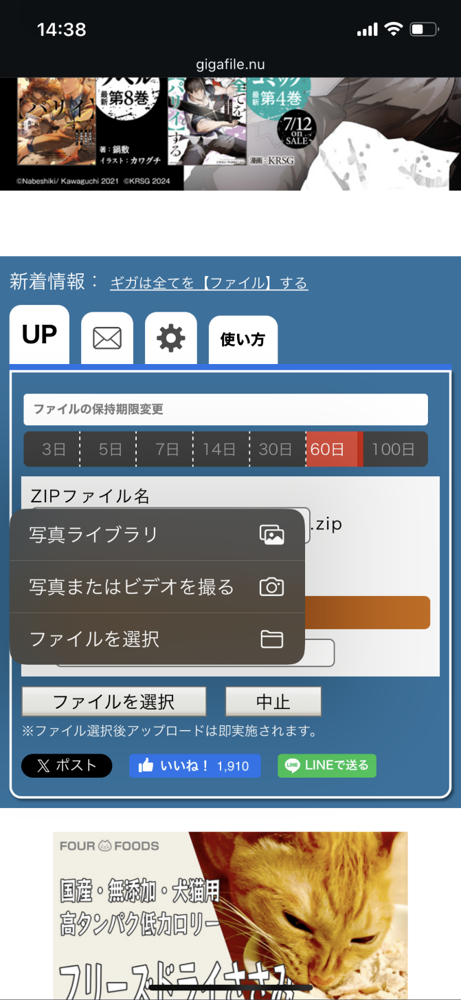 14:38
gigafile.nu
最新 第8巻
最新 第4巻
【パリイ】
全てを
パリイ】する
コミック
7/12
on
SALE
著：鍋敷
イラスト：カワグチ
漫画：KRSG
©Nabeshiki/ Kawaguchi 2021 ©KRSG 2024
新着情報： ギガは全てを【ファイル】する
UP
使い方
ファイルの保持期限変更
3日 5日 7日 14日 30日 60日 100日
ZIPファイル名
.zip
写真ライブラリ
写真またはビデオを撮る
ファイルを選択
ファイルを選択 中止
※ファイル選択後アップロードは即実施されます。
ポスト いいね！ 1,910 LINE LINEで送る
FOUR FOODS
国産・無添加・犬猫用
高タンパク低カロリー
フリーズドライささみ